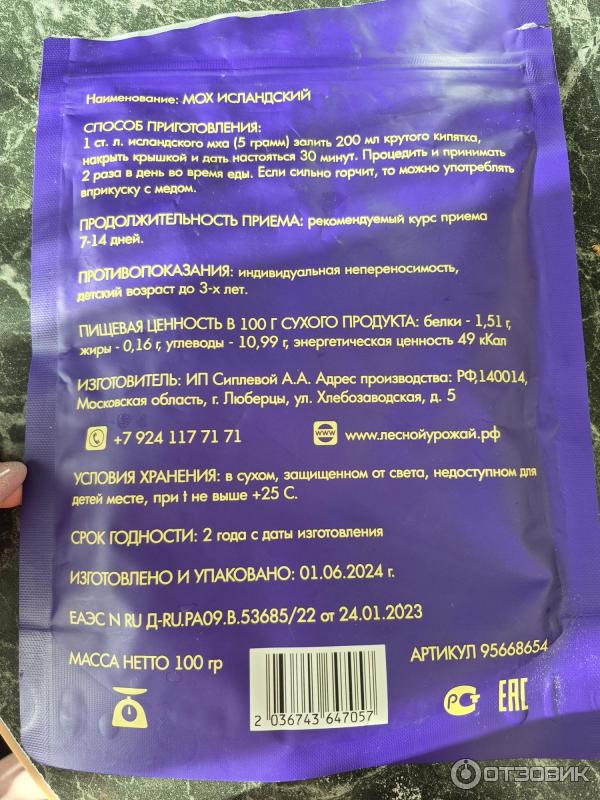 Наименование: МОХ ИСЛАНДСКИЙ
СПОСОБ ПРИГОТОВЛЕНИЯ:
1 ст. л. исландского мха (5 грамм) залить 200 мл крутого кипятка,
накрыть крышкой и дать настояться 30 минут. Процедить и принимать
2 раза в день во время еды. Если сильно горчит, то можно употреблять
вприкуску с медом.
ПРОДОЛЖИТЕЛЬНОСТЬ ПРИЕМА: рекомендуемый курс приема
7-14 дней.
ПРОТИВОПОКАЗАНИЯ: индивидуальная непереносимость,
детский возраст до 3-х лет.
ПИЩЕВАЯ ЦЕННОСТЬ В 100 Г СУХОГО ПРОДУКТА: белки - 1,51 г,
жиры - 0,16 г, углеводы - 10,99 г, энергетическая ценность 49 кКал
ИЗГОТОВИТЕЛЬ: ИП Сиплевой А.А. Адрес производства: РФ,140014,
Московская область, г. Люберцы, ул. Хлебозаводская, д. 5
+7 924 117 71 71
www www.леснойурожай.рф
УСЛОВИЯ ХРАНЕНИЯ: в сухом, защищенном от света, недоступном для
детей месте, при t не выше +25 С.
СРОК ГОДНОСТИ: 2 года с даты изготовления
ИЗГОТОВЛЕНО И УПАКОВАНО: 01.06.2024 г.
ЕАЭС N RU Д-RU.РА09.В.53685/22 от 24.01.2023
МАССА НЕТТО 100 гр
АРТИКУЛ 95668654
2 036743 647057
РСТ EAC
ОТЗОВИК